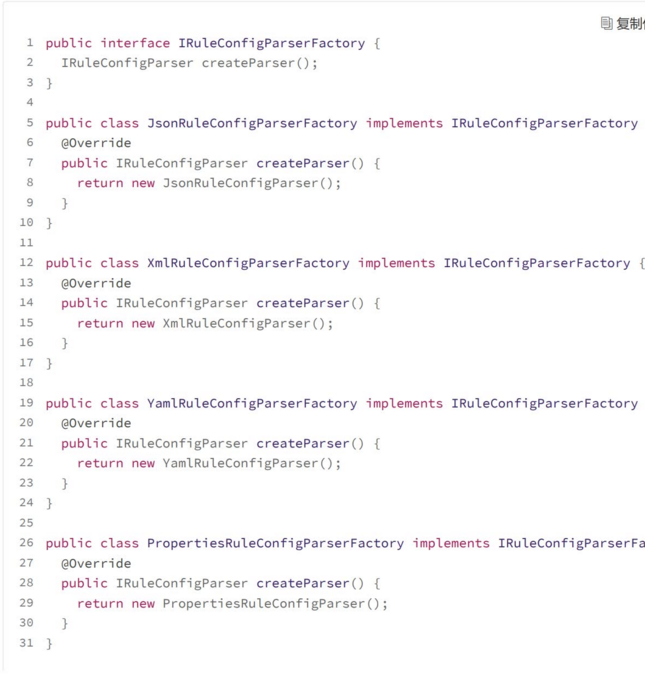 复制
1 public interface IRuleConfigParserFactory {
2   IRuleConfigParser createParser();
3 }
4
5 public class JsonRuleConfigParserFactory implements IRuleConfigParserFactory
6   @Override
7   public IRuleConfigParser createParser() {
8     return new JsonRuleConfigParser();
9   }
10 }
11
12 public class XmlRuleConfigParserFactory implements IRuleConfigParserFactory {
13   @Override
14   public IRuleConfigParser createParser() {
15     return new XmlRuleConfigParser();
16   }
17 }
18
19 public class YamlRuleConfigParserFactory implements IRuleConfigParserFactory
20   @Override
21   public IRuleConfigParser createParser() {
22     return new YamlRuleConfigParser();
23   }
24 }
25
26 public class PropertiesRuleConfigParserFactory implements IRuleConfigParserFa
27   @Override
28   public IRuleConfigParser createParser() {
29     return new PropertiesRuleConfigParser();
30   }
31 }